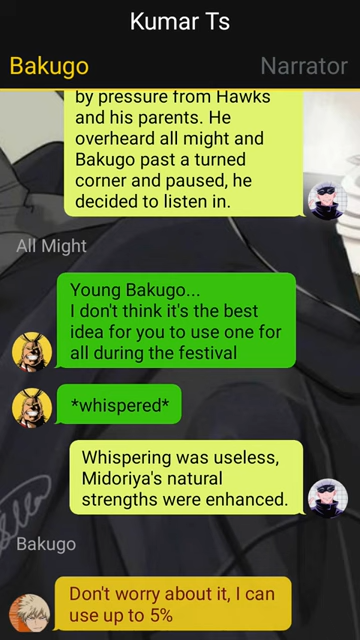 Kumar Ts
Bakugo Narrator
by pressure from Hawks
and his parents. He
overheard all might and
Bakugo past a turned
corner and paused, he
decided to listen in.
All Might
Young Bakugo...
I don't think it's the best
idea for you to use one for
all during the festival
*whispered*
Whispering was useless,
Midoriya's natural
strengths were enhanced.
Bakugo
Don't worry about it, I can
use up to 5%